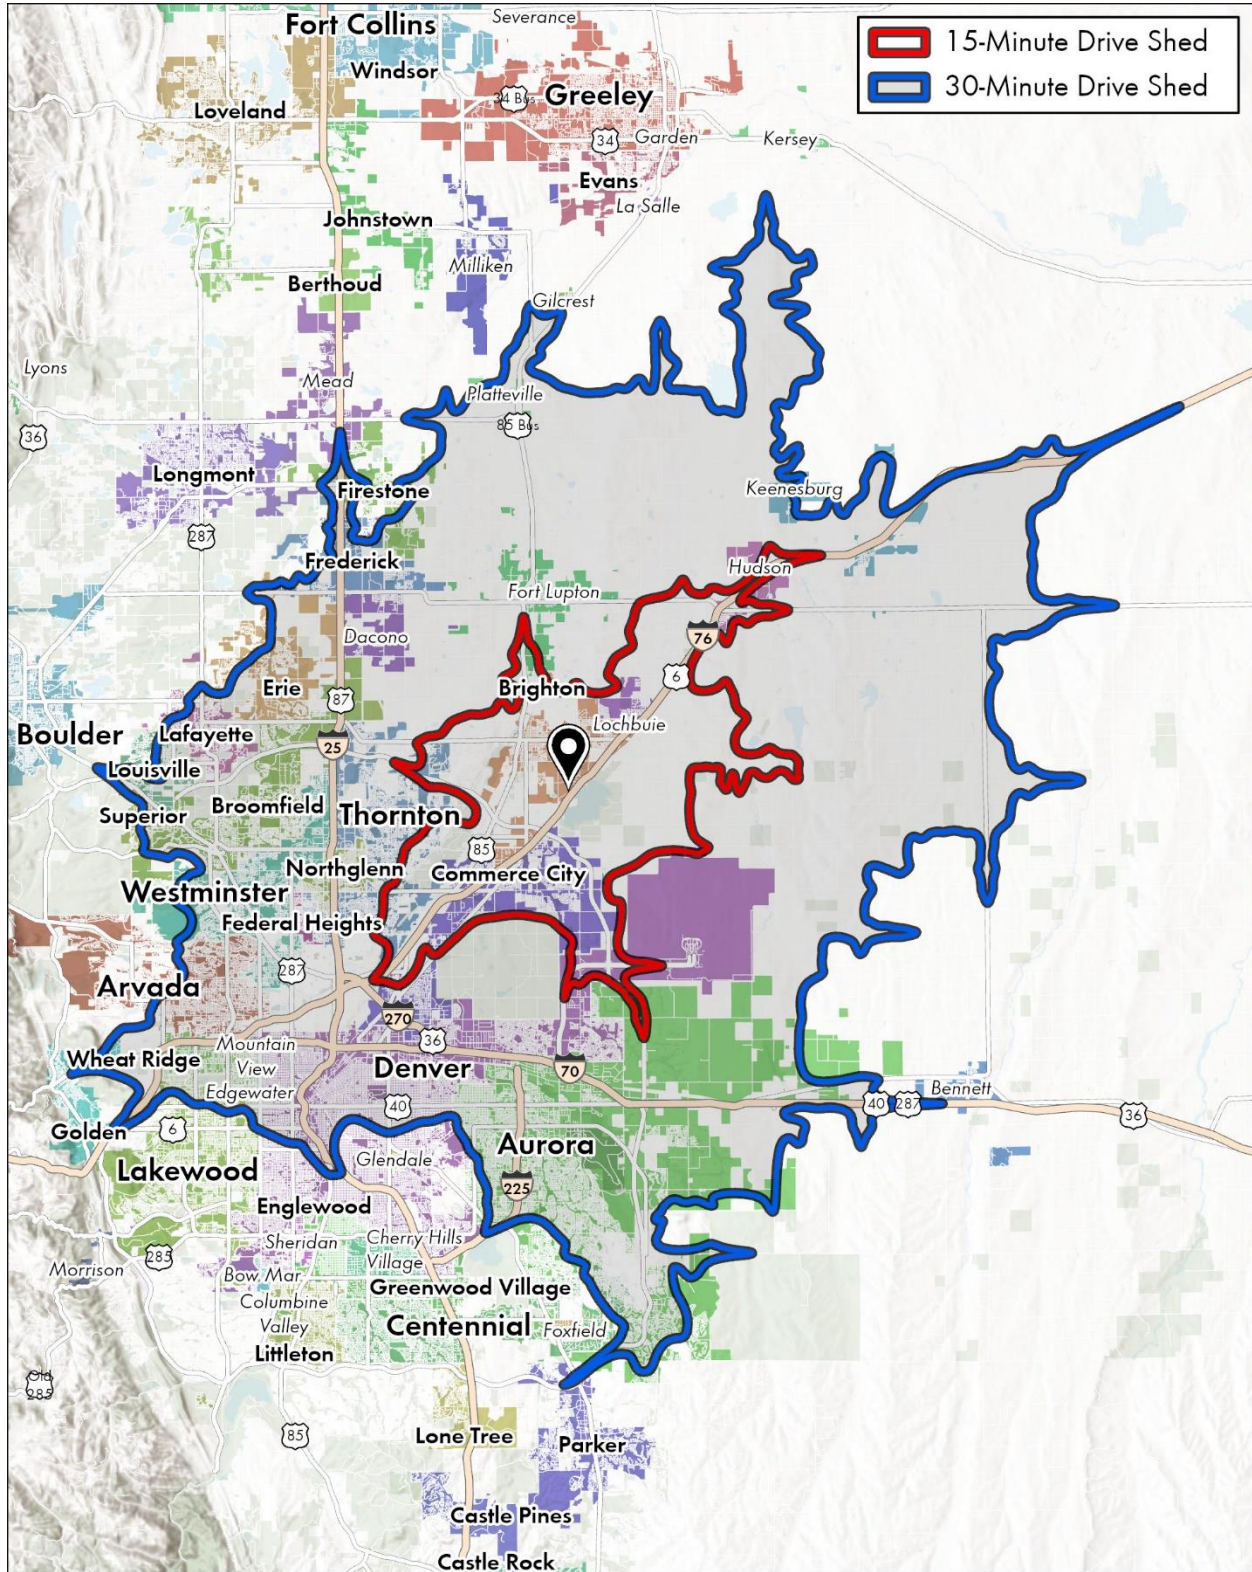 Severance
Fort Collins
15-Minute Drive Shed
30-Minute Drive Shed
Windsor
Loveland
34 Bus
Greeley
34
Garden
Kersey
Evans
La Salle
Johnstown
Milliken
Berthoud
Gilcrest
Lyons
Mead
Platteville
85 Bus
36
Longmont
Firestone
Keenesburg
287
Frederick
Hudson
Fort Lupton
Dacono
76
6
Erie
87
Brighton
Lochbuie
Boulder
Lafayette
25
Louisville
Superior
Broomfield
Thornton
85
Northglenn
Commerce City
Westminster
Federal Heights
287
Arvada
270
36
Wheat Ridge
Mountain
View
Edgewater
Denver
70
40
40
287
Bennett
36
Golden
6
Aurora
Lakewood
Glendale
225
Englewood
Sheridan
Cherry Hills
Village
285
Morrison
Bow Mar
Greenwood Village
Columbine
Valley
Centennial
Foxfield
Littleton
Old
285
85
Lone Tree
Parker
Castle Pines
Castle Rock